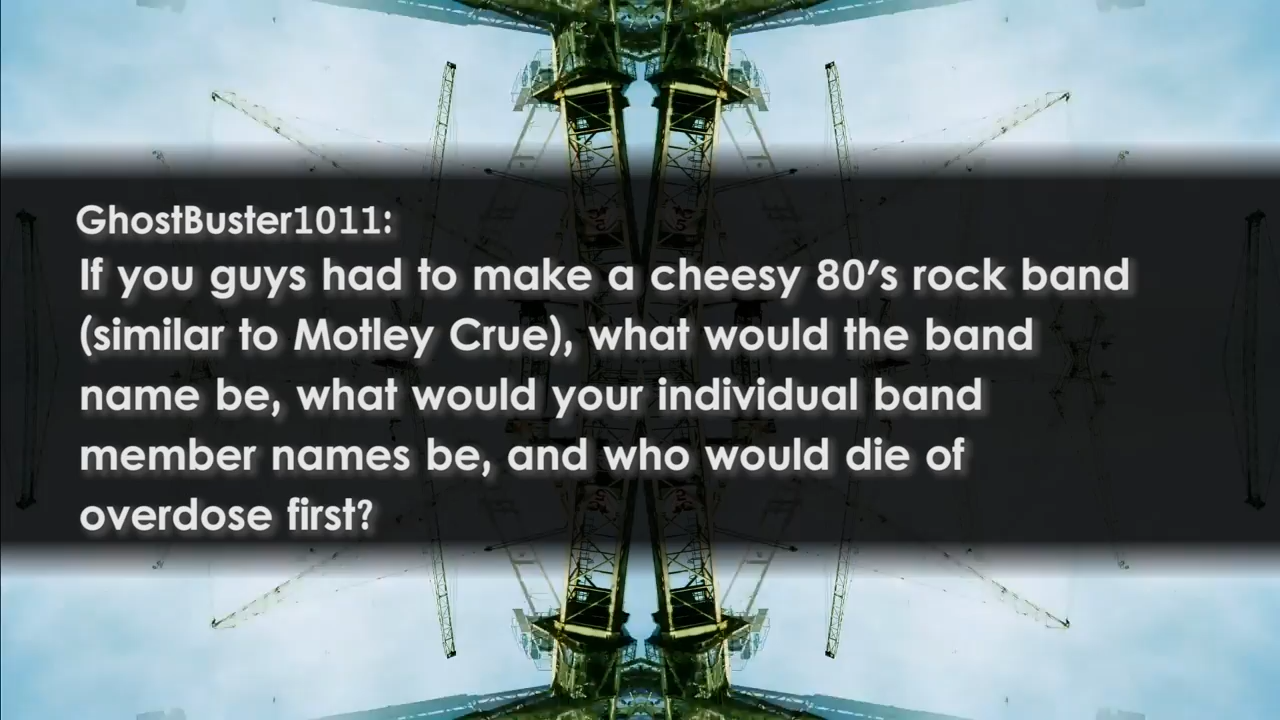 GhostBuster1011:
If you guys had to make a cheesy 80's rock band
(similar to Motley Crue), what would the band
name be, what would your individual band
member names be, and who would die of
overdose first?